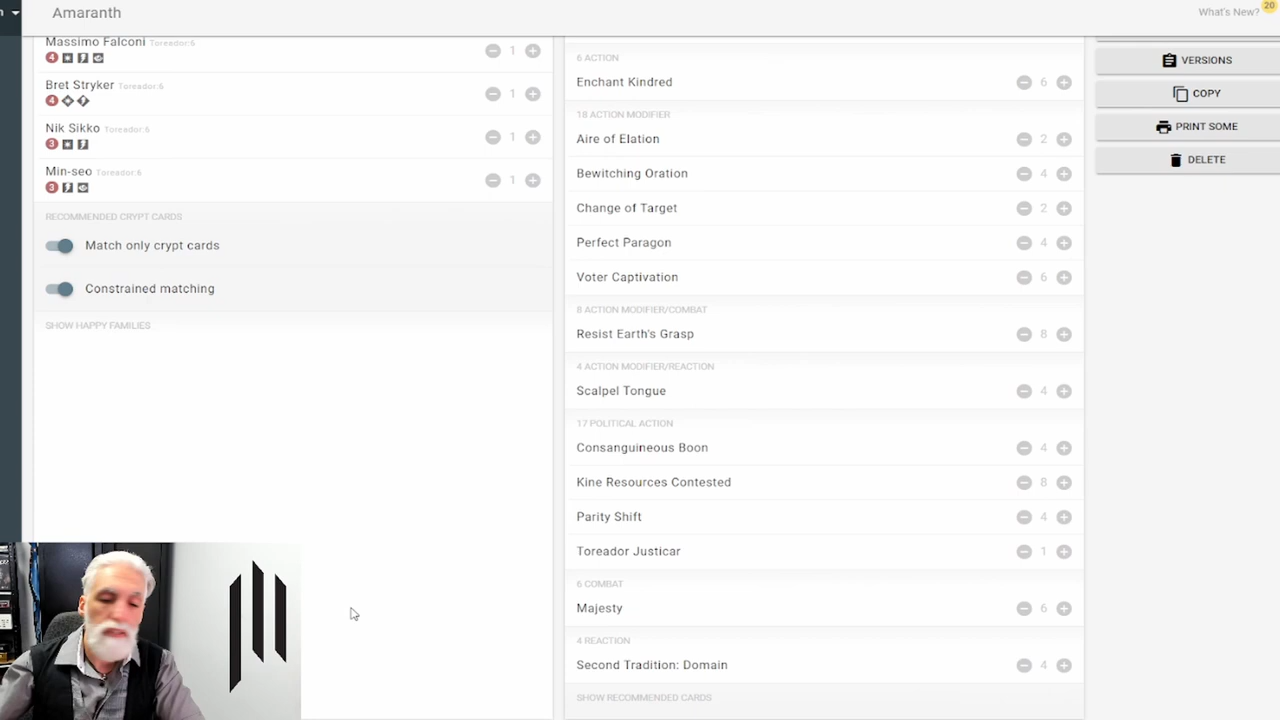 n
Amaranth
What's New?
20
Massimo Falconi Toreador:6
4
1
Bret Stryker Toreador:6
4
1
Nik Sikko Toreador:6
3
1
Min-seo Toreador:6
3
1
RECOMMENDED CRYPT CARDS
Match only crypt cards
Constrained matching
SHOW HAPPY FAMILIES
6 ACTION
Enchant Kindred 6
18 ACTION MODIFIER
Aire of Elation 2
Bewitching Oration 4
Change of Target 2
Perfect Paragon 4
Voter Captivation 6
8 ACTION MODIFIER/COMBAT
Resist Earth's Grasp 8
4 ACTION MODIFIER/REACTION
Scalpel Tongue 4
17 POLITICAL ACTION
Consanguineous Boon 4
Kine Resources Contested 8
Parity Shift 4
Toreador Justicar 1
6 COMBAT
Majesty 6
4 REACTION
Second Tradition: Domain 4
SHOW RECOMMENDED CARDS
VERSIONS
COPY
PRINT SOME
DELETE